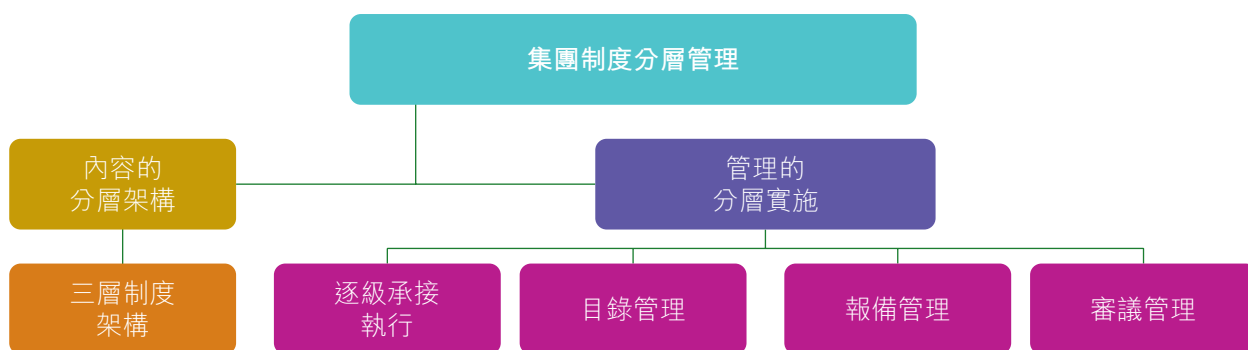 集團制度分層管理
內容的
分層架構
管理的
分層實施
三層制度
架構
逐級承接
執行
目錄管理
報備管理
審議管理